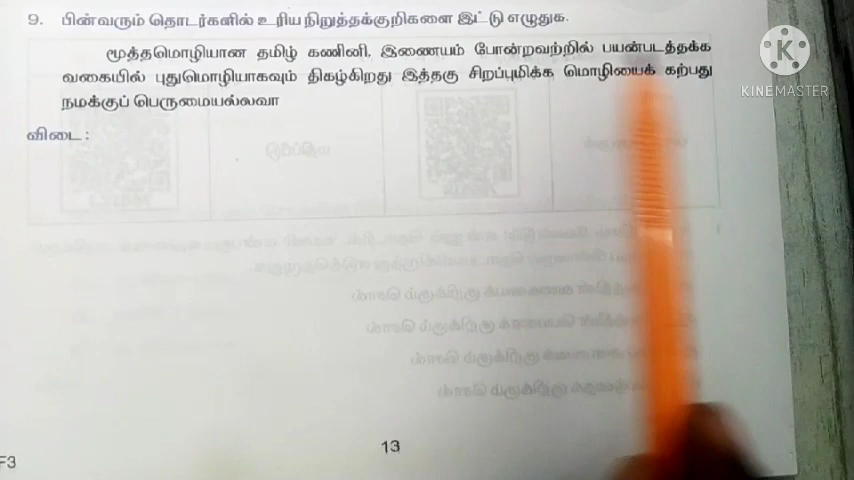 9. பின்வரும் தொடர்களில் உரிய நிறுத்தக்குறிகளை இட்டு எழுதுக.
மூத்தமொழியான தமிழ் கணினி, இணையம் போன்றவற்றில் பயன்படத்தக்க
வகையில் புதுமொழியாகவும் திகழ்கிறது இத்தகு சிறப்புமிக்க மொழியைக் கற்பது
நமக்குப் பெருமையல்லவா
விடை :
13
F3
KINEMASTER